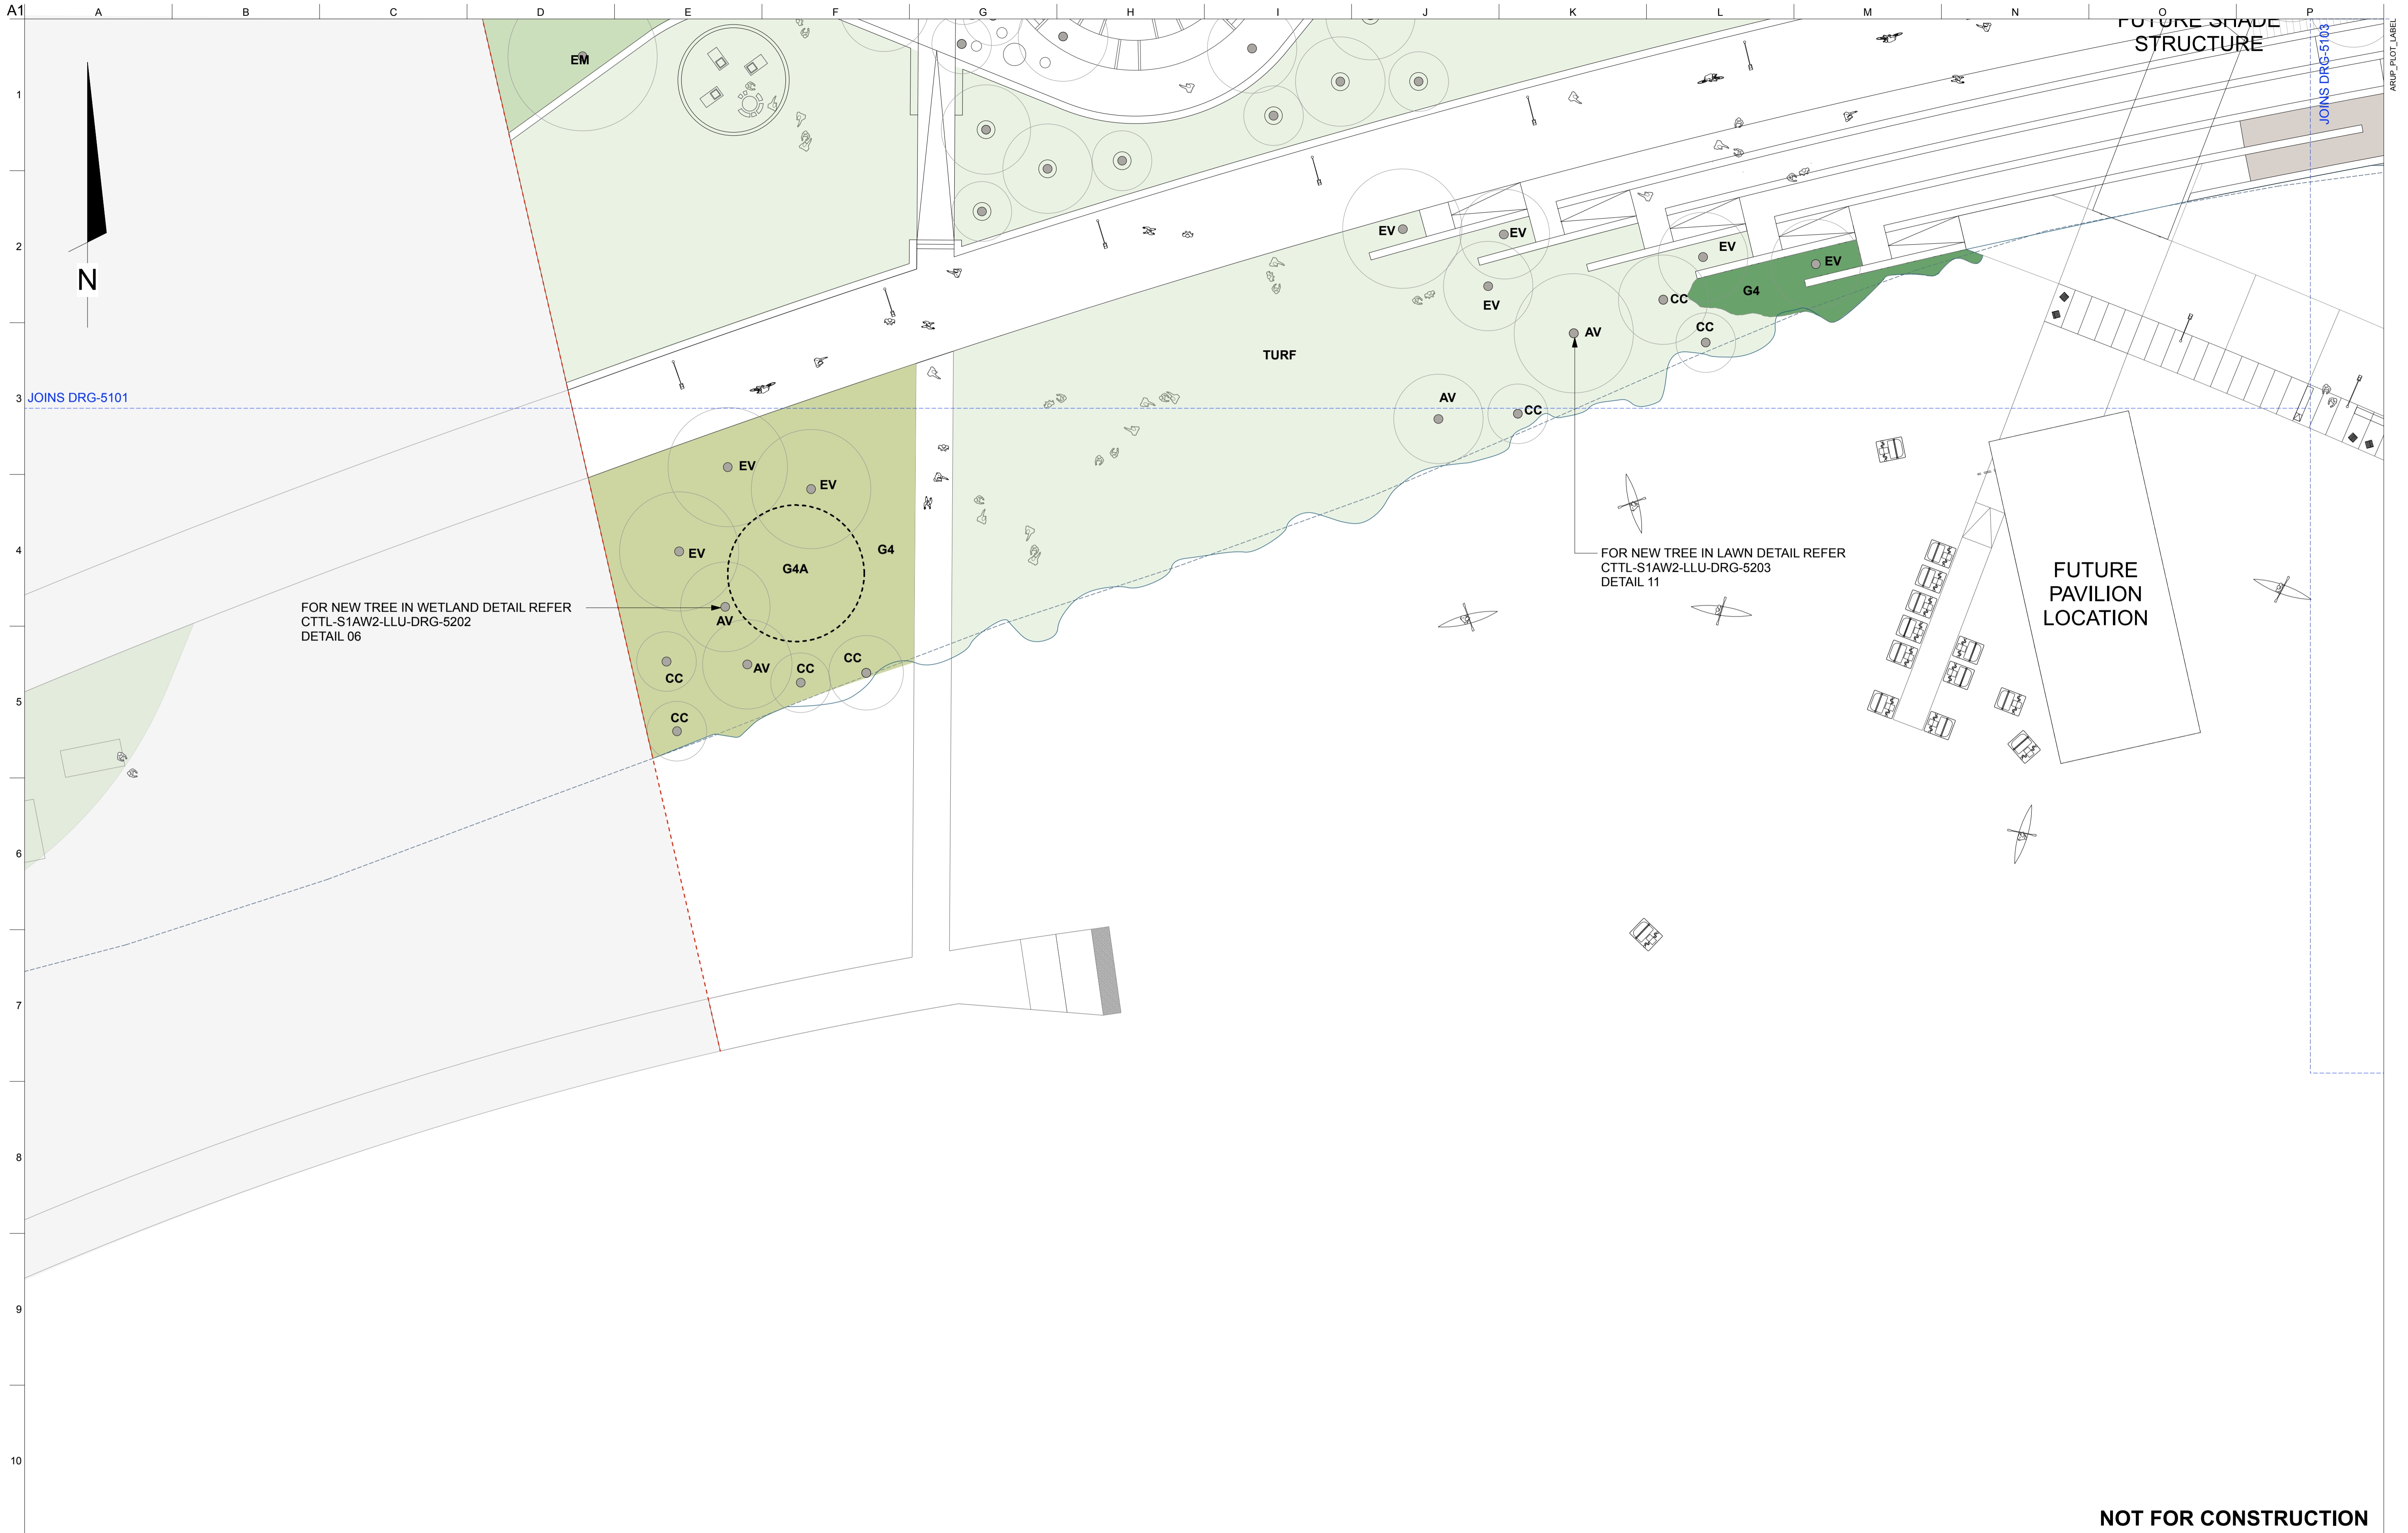 A1
A B C D E F G H I J K L M N O P
ARUP_PLOT_LABEL
FUTURE SHADE
STRUCTURE
JOINS DRG-5103
EM
1
N
2
EV
EV
EV
EV
EV
CC
G4
CC
AV
TURF
3
JOINS DRG-5101
AV
CC
EV
EV
4
EV
G4
G4A
FOR NEW TREE IN LAWN DETAIL REFER
CTTL-S1AW2-LLU-DRG-5203
DETAIL 11
FUTURE
PAVILION
LOCATION
FOR NEW TREE IN WETLAND DETAIL REFER
CTTL-S1AW2-LLU-DRG-5202
DETAIL 06
AV
CC
AV
CC
CC
5
CC
6
7
8
9
10
NOT FOR CONSTRUCTION